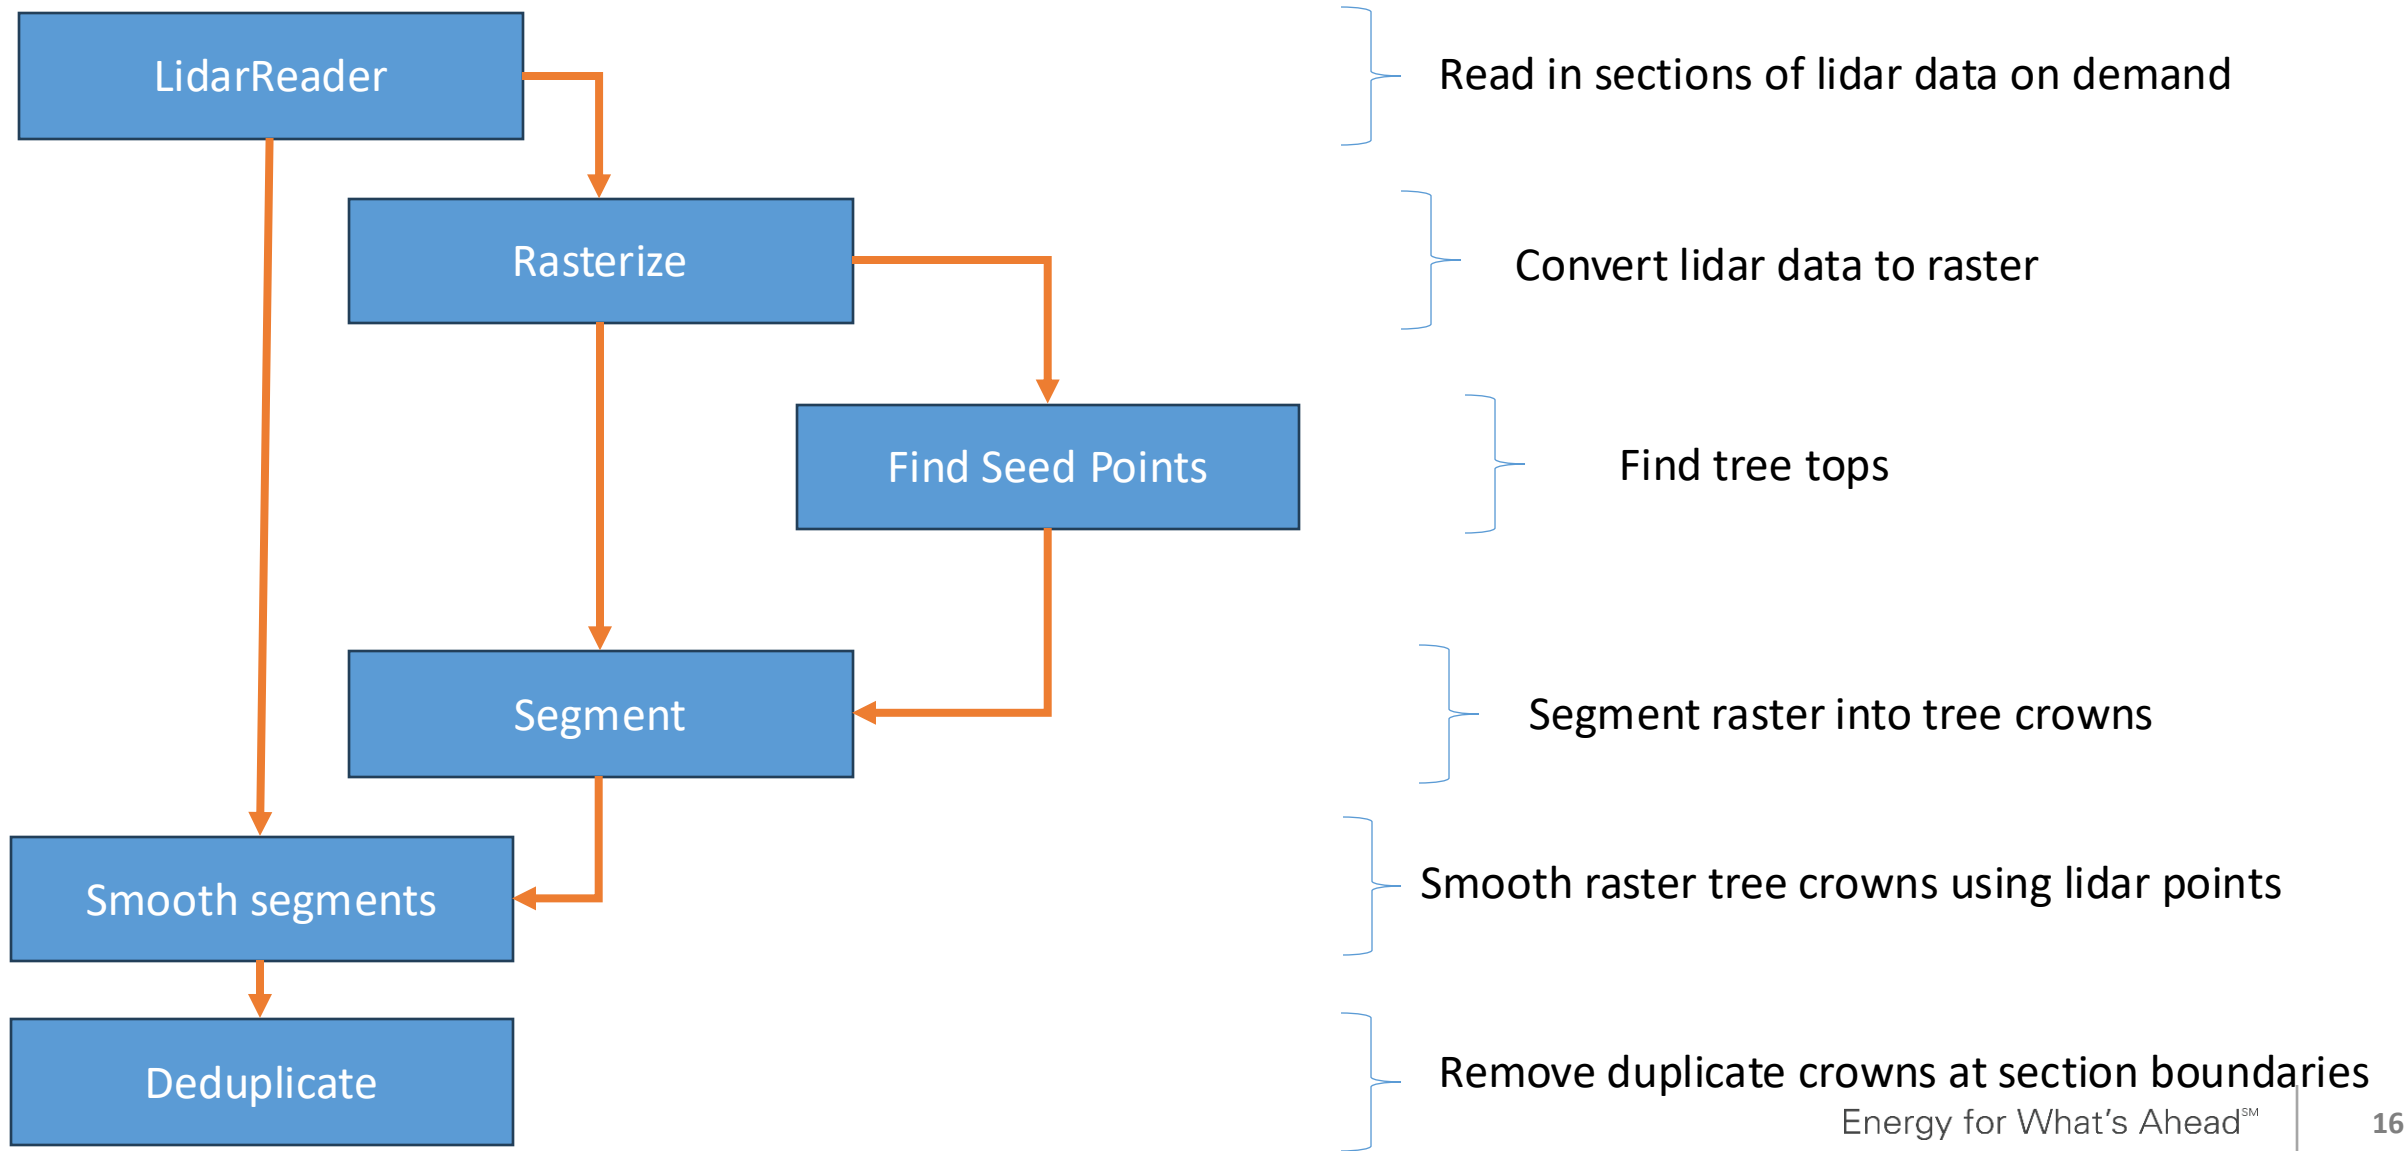 LidarReader
Read in sections of lidar data on demand
Rasterize
Convert lidar data to raster
Find Seed Points
Find tree tops
Segment
Segment raster into tree crowns
Smooth segments
Smooth raster tree crowns using lidar points
Deduplicate
Remove duplicate crowns at section boundaries
Energy for What's Ahead℠
16